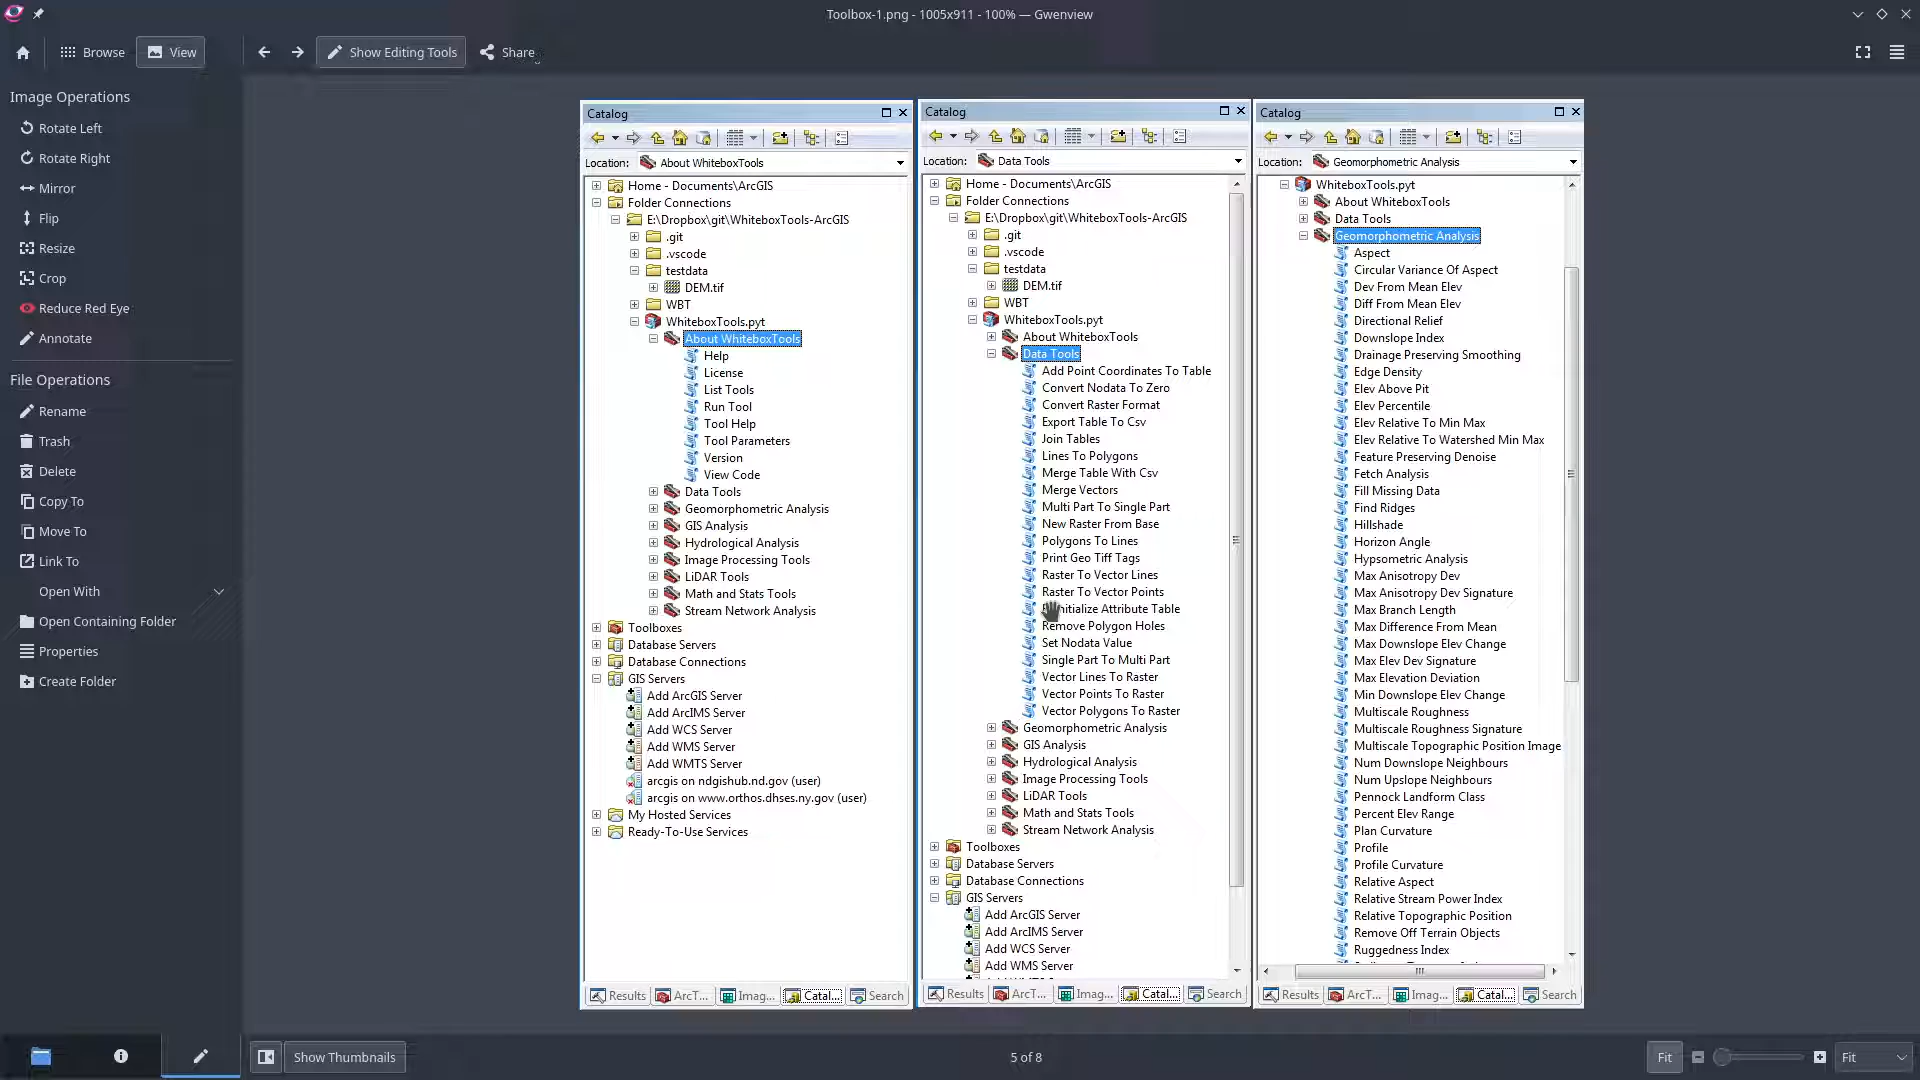 Toolbox-1.png - 1005x911 - 100% — Gwenview
Browse
View
Show Editing Tools
Share
Image Operations
Rotate Left
Rotate Right
Mirror
Flip
Resize
Crop
Reduce Red Eye
Annotate
File Operations
Rename
Trash
Delete
Copy To
Move To
Link To
Open With
Open Containing Folder
Properties
Create Folder
Catalog
Location: About WhiteboxTools
Home - Documents\ArcGIS
Folder Connections
E:\Dropbox\git\WhiteboxTools-ArcGIS
.git
.vscode
testdata
DEM.tif
WBT
WhiteboxTools.pyt
About WhiteboxTools
Help
License
List Tools
Run Tool
Tool Help
Tool Parameters
Version
View Code
Data Tools
Geomorphometric Analysis
GIS Analysis
Hydrological Analysis
Image Processing Tools
LiDAR Tools
Math and Stats Tools
Stream Network Analysis
Toolboxes
Database Servers
Database Connections
GIS Servers
Add ArcGIS Server
Add ArcIMS Server
Add WCS Server
Add WMS Server
Add WMTS Server
arcgis on ndgishub.nd.gov (user)
arcgis on www.orthos.dhses.ny.gov (user)
My Hosted Services
Ready-To-Use Services
Results ArcT... Imag... Catal... Search
Catalog
Location: Data Tools
Home - Documents\ArcGIS
Folder Connections
E:\Dropbox\git\WhiteboxTools-ArcGIS
.git
.vscode
testdata
DEM.tif
WBT
WhiteboxTools.pyt
About WhiteboxTools
Data Tools
Add Point Coordinates To Table
Convert Nodata To Zero
Convert Raster Format
Export Table To Csv
Join Tables
Lines To Polygons
Merge Table With Csv
Merge Vectors
Multi Part To Single Part
New Raster From Base
Polygons To Lines
Print Geo Tiff Tags
Raster To Vector Lines
Raster To Vector Points
Attribute Table
Remove Polygon Holes
Set Nodata Value
Single Part To Multi Part
Vector Lines To Raster
Vector Points To Raster
Vector Polygons To Raster
Geomorphometric Analysis
GIS Analysis
Hydrological Analysis
Image Processing Tools
LiDAR Tools
Math and Stats Tools
Stream Network Analysis
Toolboxes
Database Servers
Database Connections
GIS Servers
Add ArcGIS Server
Add ArcIMS Server
Add WCS Server
Add WMS Server
Results ArcT... Imag... Catal... Search
Catalog
Location: Geomorphometric Analysis
WhiteboxTools.pyt
About WhiteboxTools
Data Tools
Geomorphometric Analysis
Aspect
Circular Variance Of Aspect
Dev From Mean Elev
Diff From Mean Elev
Directional Relief
Downslope Index
Drainage Preserving Smoothing
Edge Density
Elev Above Pit
Elev Percentile
Elev Relative To Min Max
Elev Relative To Watershed Min Max
Feature Preserving Denoise
Fetch Analysis
Fill Missing Data
Find Ridges
Hillshade
Horizon Angle
Hypsometric Analysis
Max Anisotropy Dev
Max Anisotropy Dev Signature
Max Branch Length
Max Difference From Mean
Max Downslope Elev Change
Max Elev Dev Signature
Max Elevation Deviation
Min Downslope Elev Change
Multiscale Roughness
Multiscale Roughness Signature
Multiscale Topographic Position Image
Num Downslope Neighbours
Num Upslope Neighbours
Pennock Landform Class
Percent Elev Range
Plan Curvature
Profile
Profile Curvature
Relative Aspect
Relative Stream Power Index
Relative Topographic Position
Remove Off Terrain Objects
Ruggedness Index
Results ArcT... Imag... Catal... Search
Show Thumbnails
5 of 8
Fit
Fit